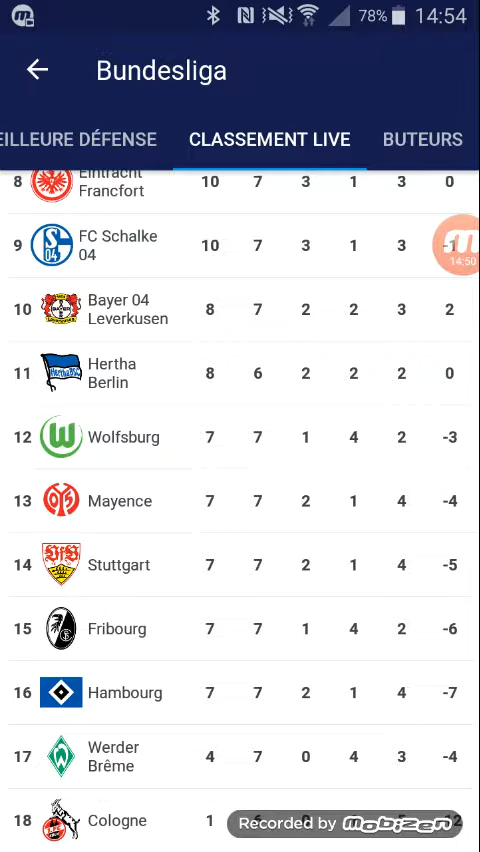 78% 14:54
Bundesliga
EILLEURE DÉFENSE CLASSEMENT LIVE BUTEURS
8 Eintracht Francfort 10 7 3 1 3 0
9 FC Schalke 04 10 7 3 1 3 -1
14:50
10 Bayer 04 Leverkusen 8 7 2 2 3 2
11 Hertha Berlin 8 6 2 2 2 0
12 Wolfsburg 7 7 1 4 2 -3
13 Mayence 7 7 2 1 4 -4
14 Stuttgart 7 7 2 1 4 -5
15 Fribourg 7 7 1 4 2 -6
16 Hambourg 7 7 2 1 4 -7
17 Werder Brême 4 7 0 4 3 -4
18 Cologne 1
Recorded by Mobizen